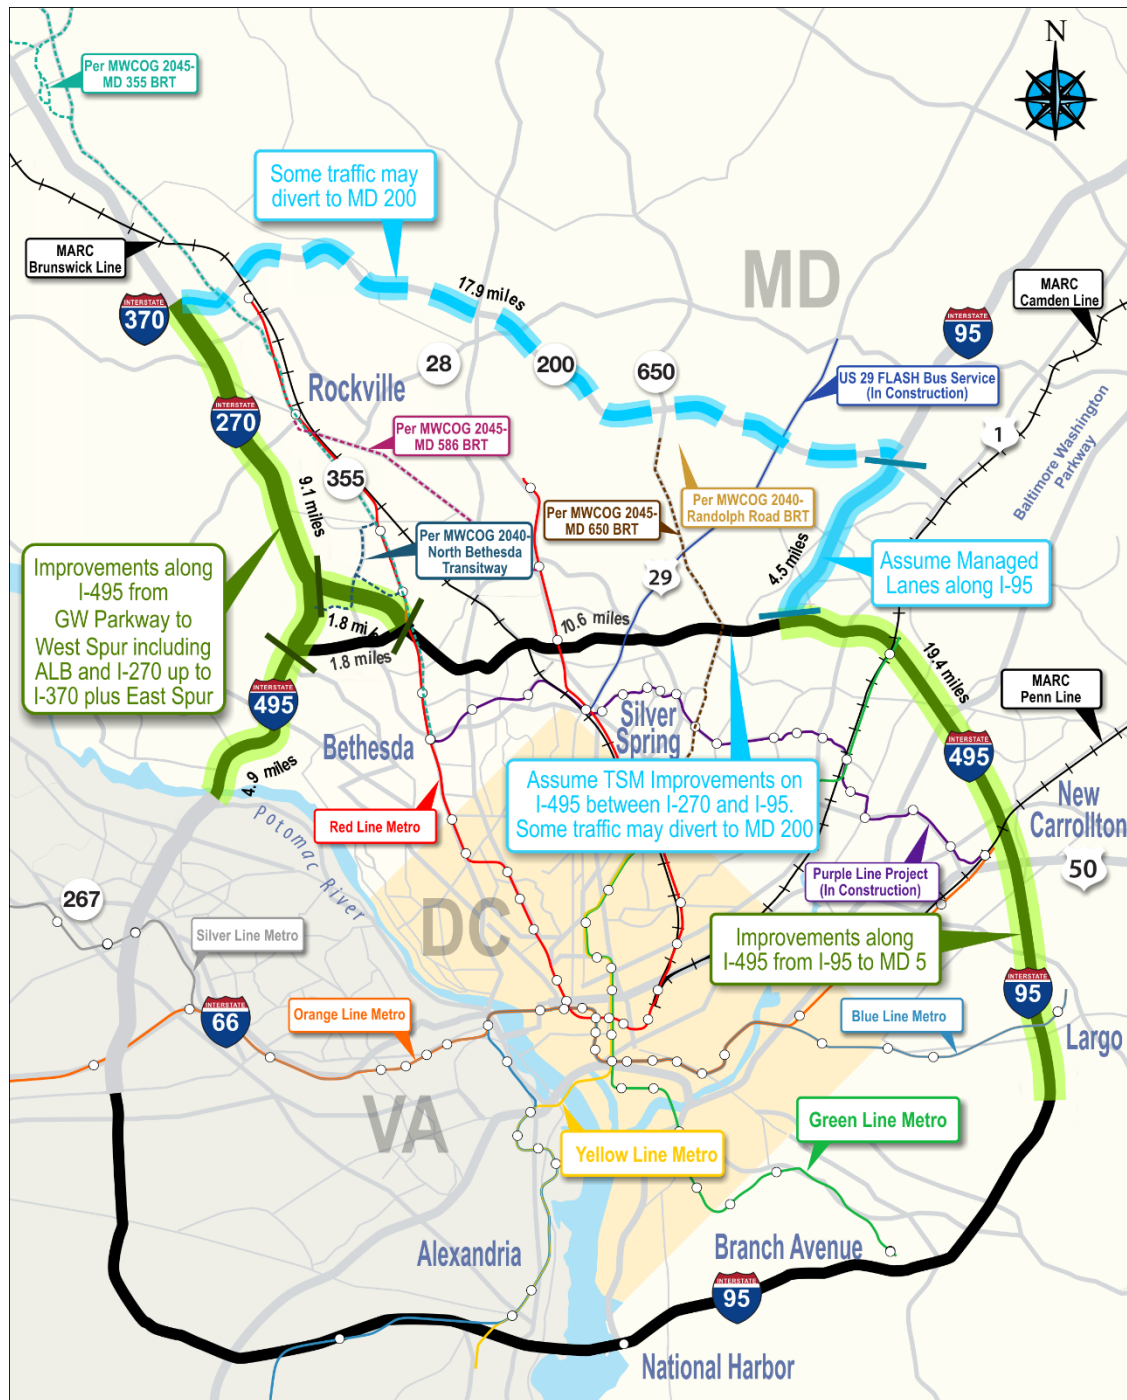 N
Per MWCOG 2045-
MD 355 BRT
Some traffic may
divert to MD 200
MARC
Brunswick Line
17.9 miles
MD
MARC
Camden Line
INTERSTATE
370
INTERSTATE
95
28
200
650
US 29 FLASH Bus Service
(In Construction)
Rockville
INTERSTATE
270
Per MWCOG 2045-
MD 586 BRT
1
Baltimore Washington
Parkway
355
9.1 miles
Per MWCOG 2045-
MD 650 BRT
Per MWCOG 2040-
Randolph Road BRT
Per MWCOG 2040-
North Bethesda
Transitway
Improvements along
I-495 from
GW Parkway to
West Spur including
ALB and I-270 up to
I-370 plus East Spur
29
4.5 miles
Assume Managed
Lanes along I-95
1.8 mi
1.8 miles
10.6 miles
19.4 miles
MARC
Penn Line
INTERSTATE
495
Bethesda
Silver
Spring
INTERSTATE
495
4.9 miles
Assume TSM Improvements on
I-495 between I-270 and I-95.
Some traffic may divert to MD 200
New
Carrollton
Potomac River
Red Line Metro
Purple Line Project
(In Construction)
50
267
DC
Silver Line Metro
Improvements along
I-495 from I-95 to MD 5
INTERSTATE
66
Orange Line Metro
Blue Line Metro
INTERSTATE
95
Largo
VA
Green Line Metro
Yellow Line Metro
Alexandria
Branch Avenue
INTERSTATE
95
National Harbor